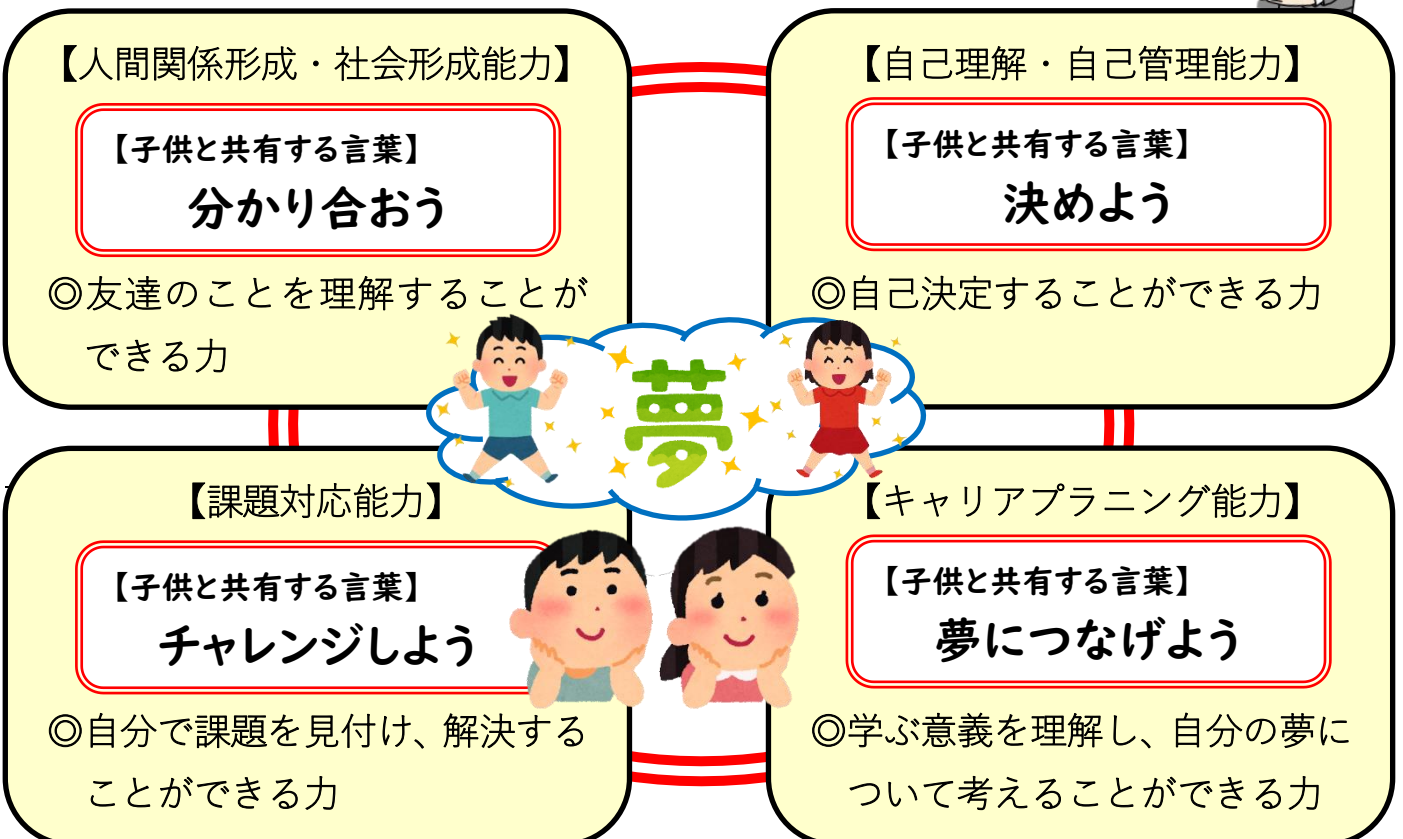 【人間関係形成・社会形成能力】
【子供と共有する言葉】
分かり合おう
◎友達のことを理解することが
できる力
【自己理解・自己管理能力】
【子供と共有する言葉】
決めよう
◎自己決定することができる力
夢
【課題対応能力】
【子供と共有する言葉】
チャレンジしよう
◎自分で課題を見付け、解決する
ことができる力
【キャリアプラニング能力】
【子供と共有する言葉】
夢につなげよう
◎学ぶ意義を理解し、自分の夢に
ついて考えることができる力